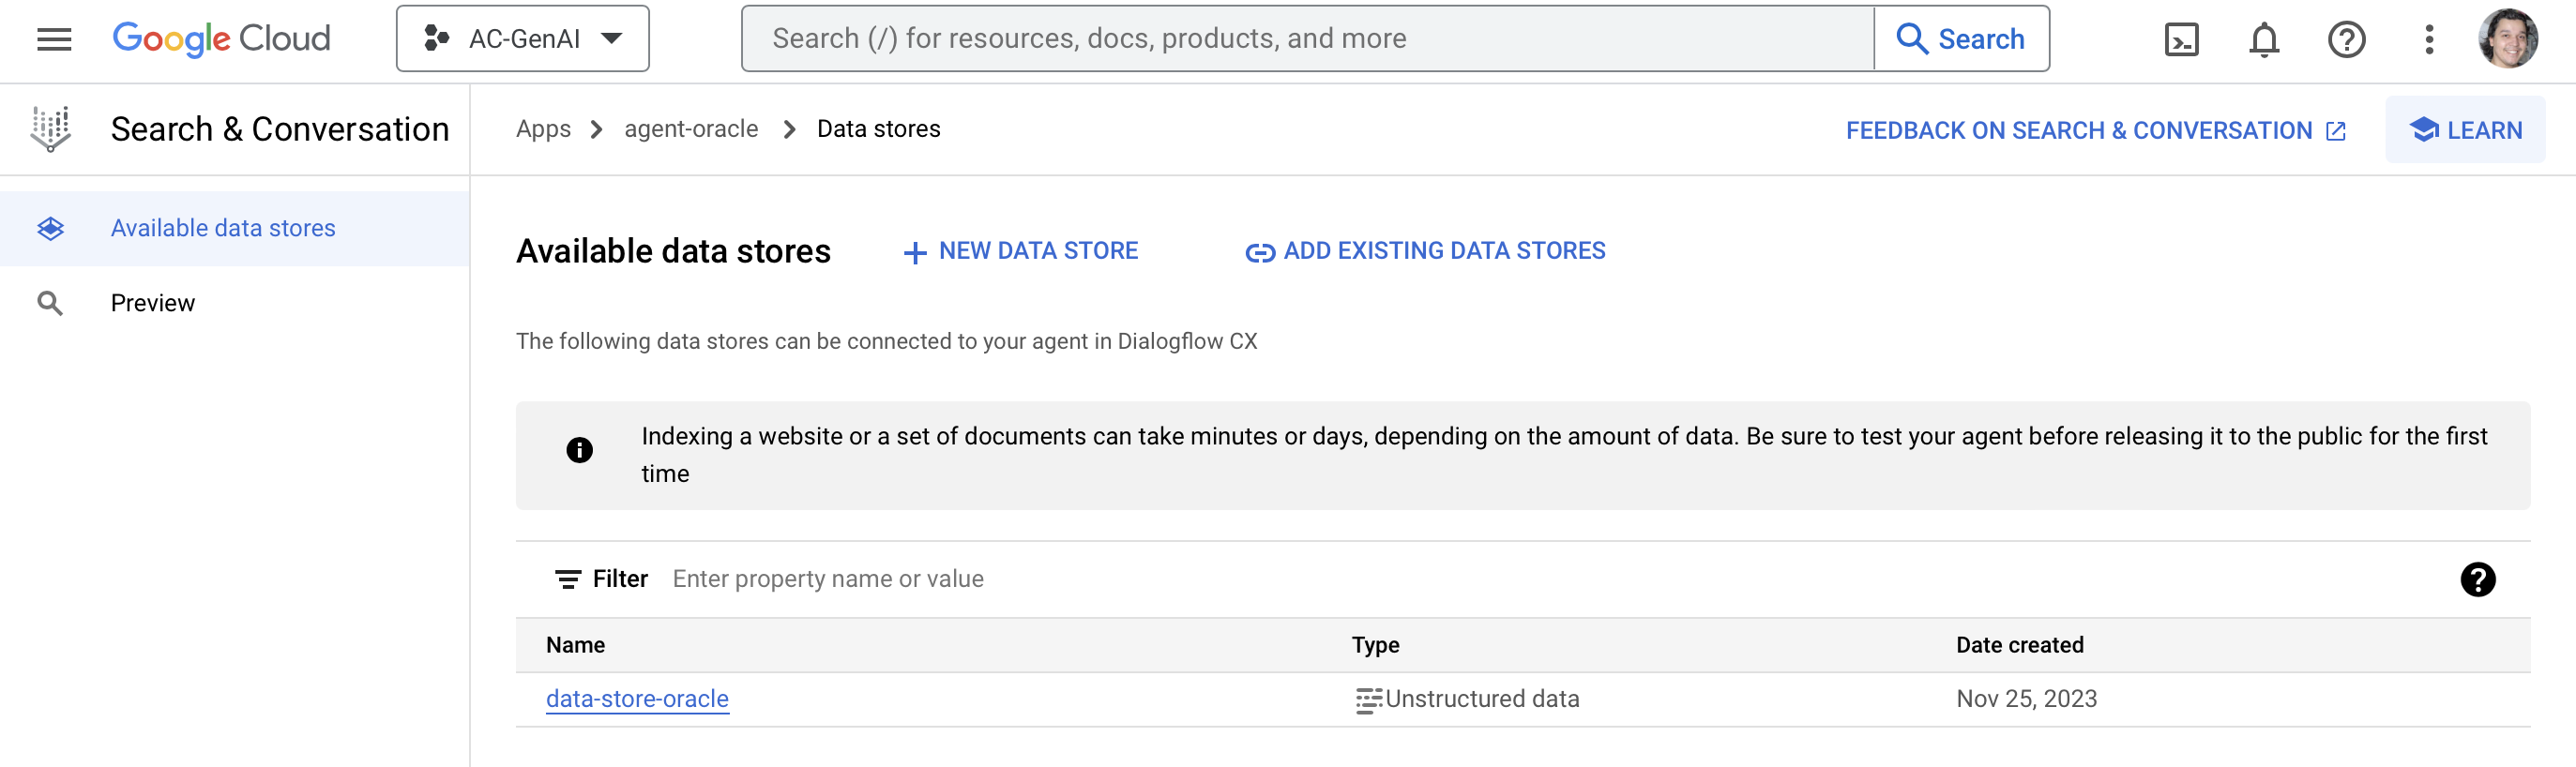 Google Cloud
AC-GenAI
Search (/) for resources, docs, products, and more
Search
Search & Conversation
Apps
agent-oracle
Data stores
FEEDBACK ON SEARCH & CONVERSATION
LEARN
Available data stores
Preview
Available data stores
NEW DATA STORE
ADD EXISTING DATA STORES
The following data stores can be connected to your agent in Dialogflow CX
Indexing a website or a set of documents can take minutes or days, depending on the amount of data. Be sure to test your agent before releasing it to the public for the first
time
Filter Enter property name or value
Name Type Date created
data-store-oracle Unstructured data Nov 25, 2023